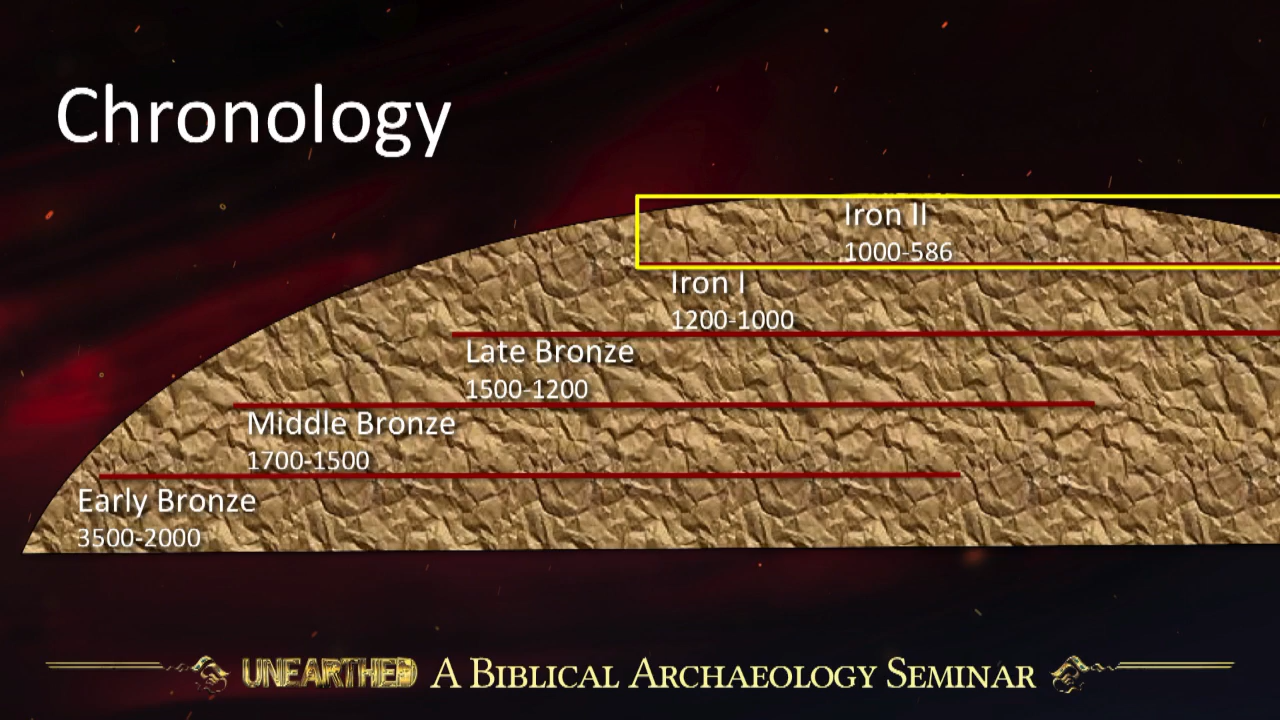 Chronology
Iron II
1000-586
Iron I
1200-1000
Late Bronze
1500-1200
Middle Bronze
1700-1500
Early Bronze
3500-2000
UNEARTHED A BIBLICAL ARCHAEOLOGY SEMINAR